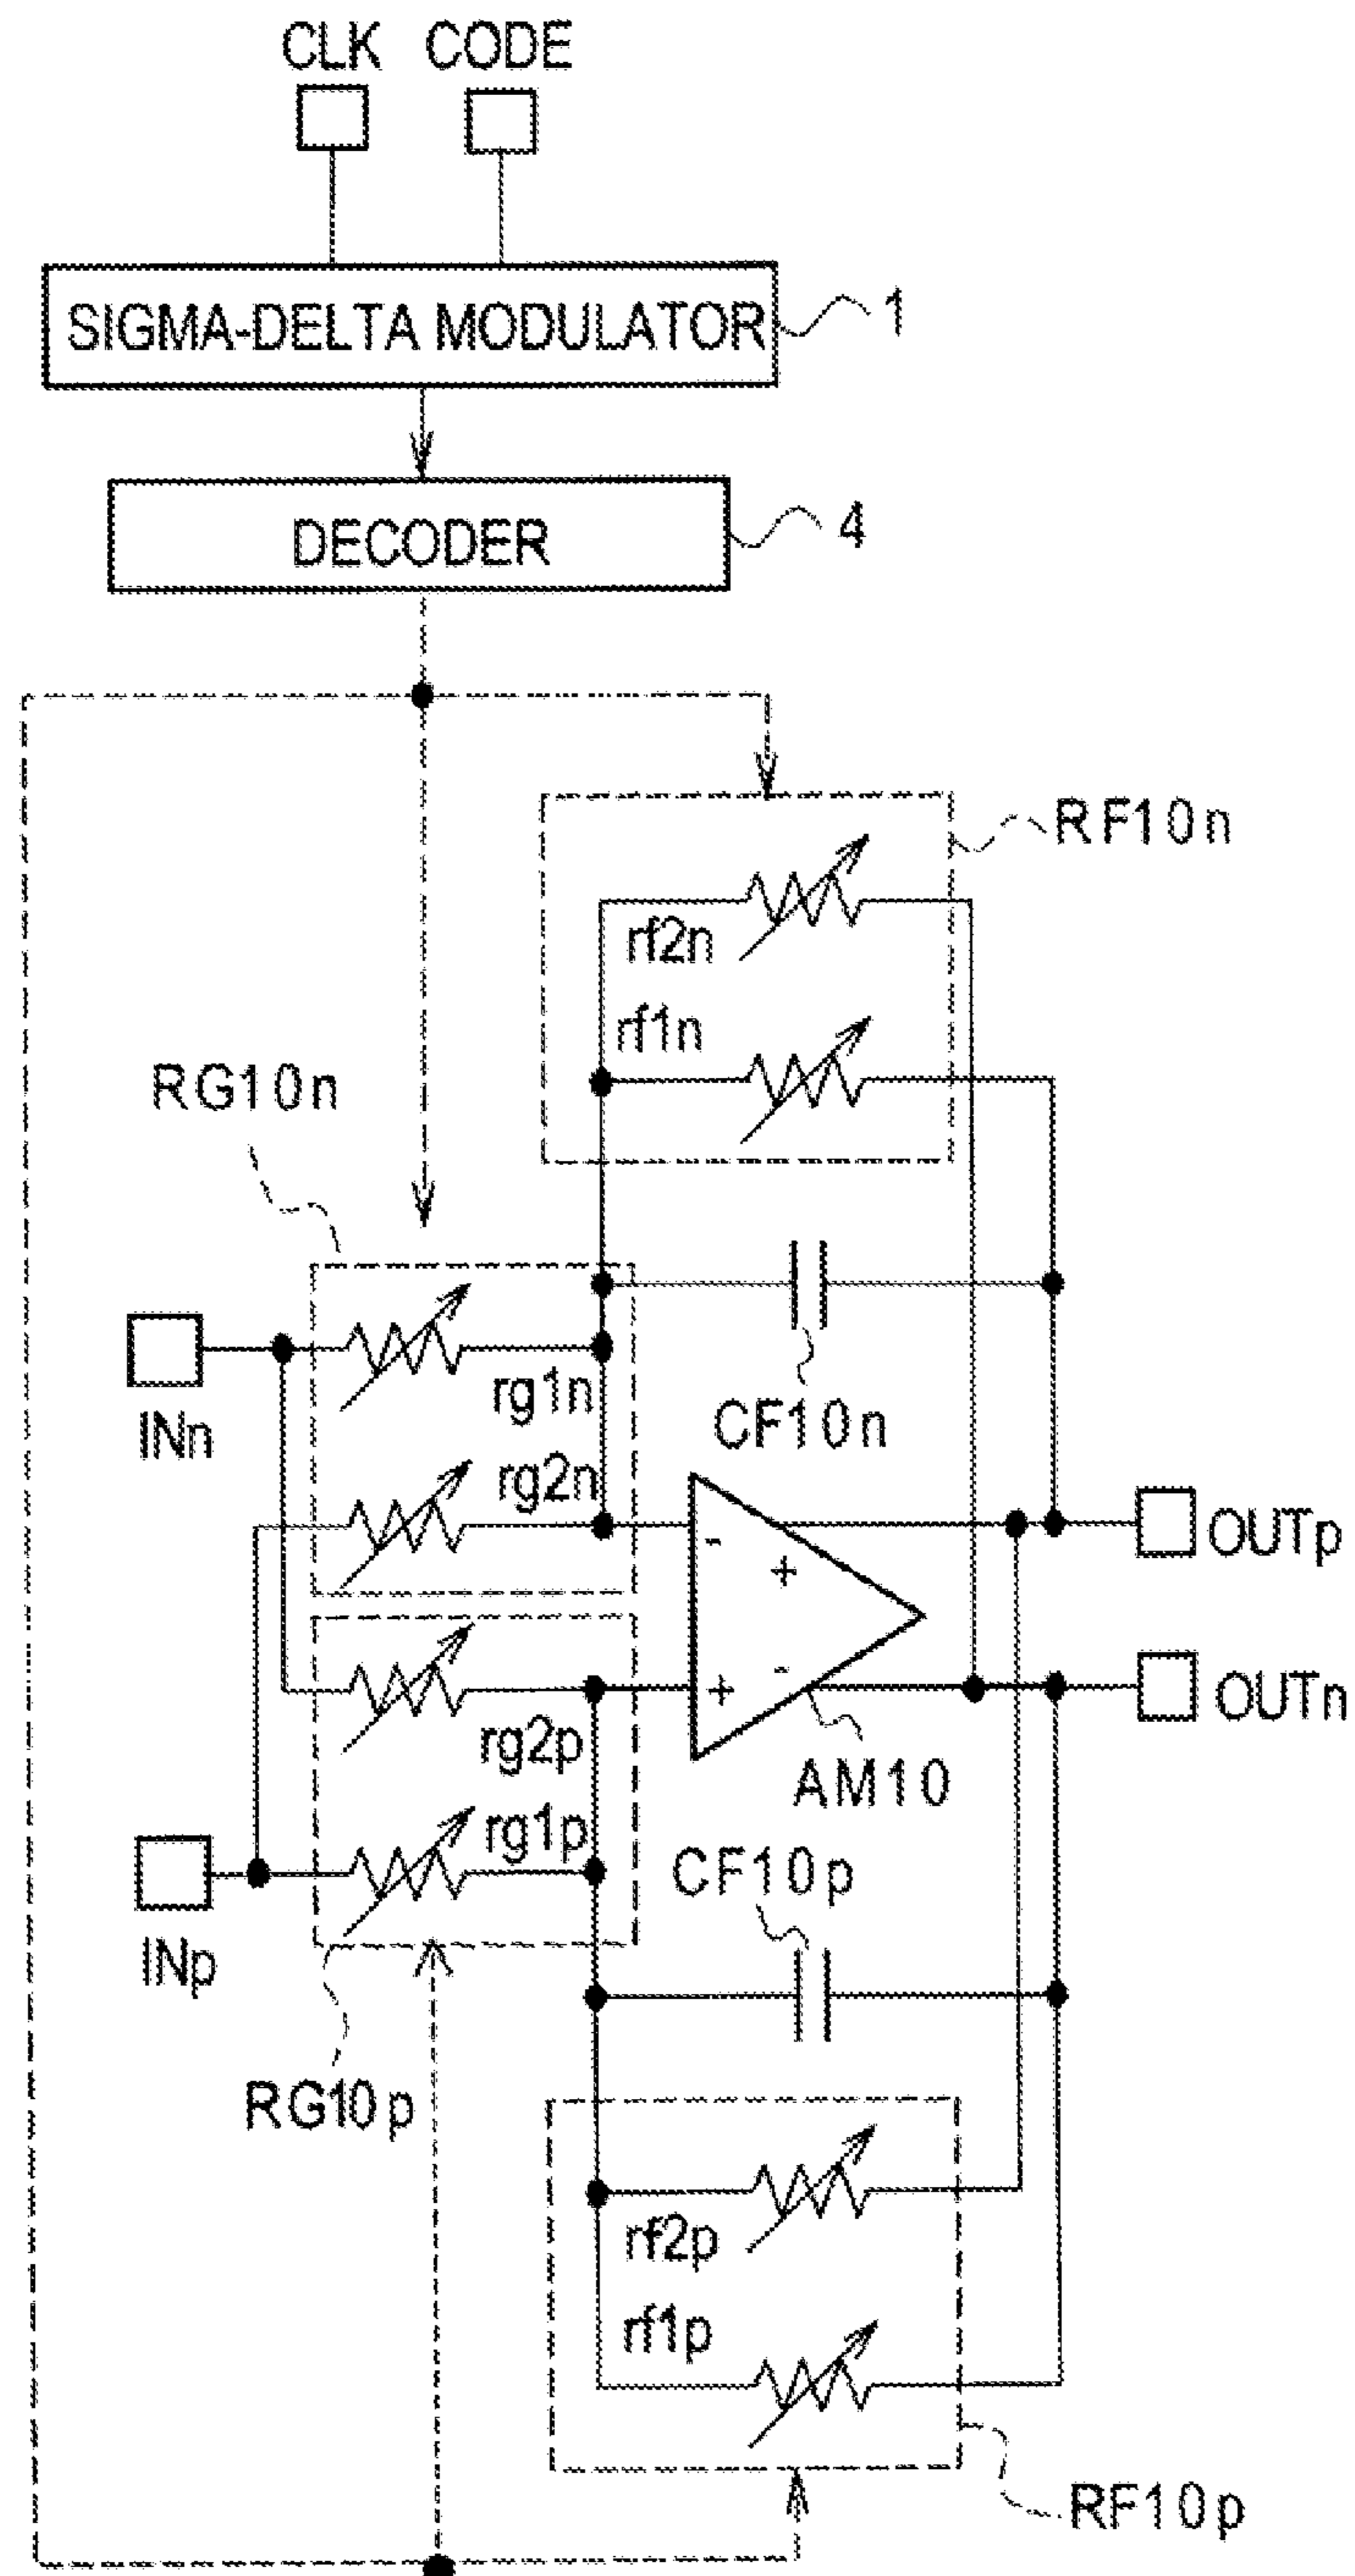 CLK CODE
SIGMA-DELTA MODULATOR
1
DECODER
4
RF10n
rf2n
rf1n
RG10n
INn
rg1n
CF10n
rg2n
-
+
OUTp
+
-
OUTn
rg2p
AM10
rg1p
CF10p
INp
RG10p
rf2p
rf1p
RF10p